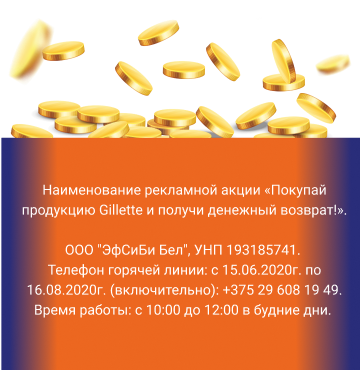 Наименование рекламной акции «Покупай
продукцию Gillette и получи денежный возврат!».
ООО "ЭфСиБи Бел", УНП 193185741.
Телефон горячей линии: с 15.06.2020г. по
16.08.2020г. (включительно): +375 29 608 19 49.
Время работы: с 10:00 до 12:00 в будние дни.